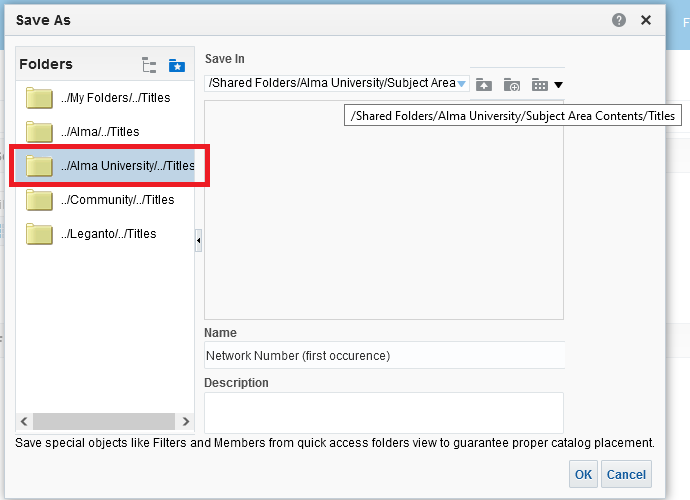 Save As
Folders
../My Folders/../Titles
../Alma/../Titles
../Alma University/../Titles
../Community/../Titles
../Leganto/../Titles
Save In
/Shared Folders/Alma University/Subject Area
/Shared Folders/Alma University/Subject Area Contents/Titles
Name
Network Number (first occurence)
Description
Save special objects like Filters and Members from quick access folders view to guarantee proper catalog placement.
OK
Cancel